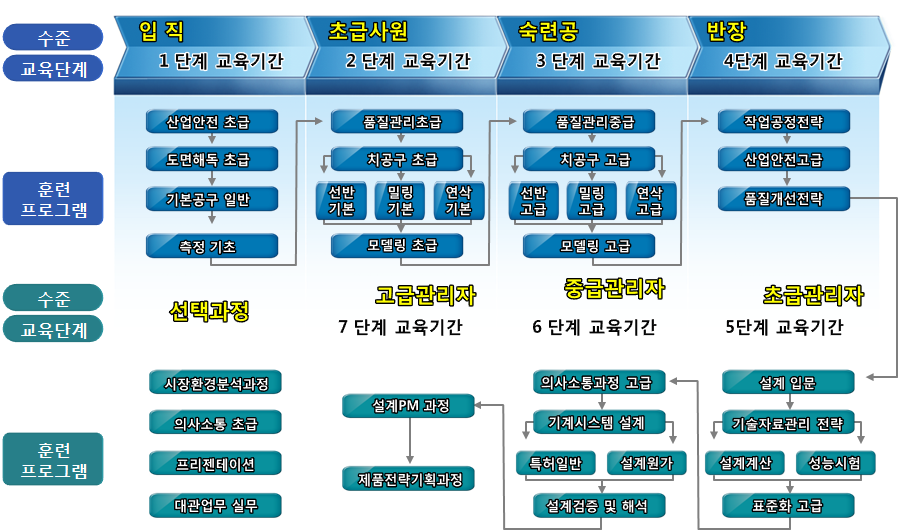 수준
입 직
초급사원
숙련공
반장
교육단계
1 단계 교육기간
2 단계 교육기간
3 단계 교육기간
4단계 교육기간
훈련
프로그램
산업안전 초급
도면해독 초급
기본공구 일반
측정 기초
품질관리초급
치공구 초급
선반
기본
밀링
기본
연삭
기본
모델링 초급
품질관리중급
치공구 고급
선반
고급
밀링
고급
연삭
고급
모델링 고급
작업공정전략
산업안전고급
품질개선전략
수준
선택과정
고급관리자
중급관리자
초급관리자
교육단계
7 단계 교육기간
6 단계 교육기간
5단계 교육기간
훈련
프로그램
시장환경분석과정
의사소통 초급
프리젠테이션
대관업무 실무
설계PM 과정
제품전략기획과정
의사소통과정 고급
기계시스템 설계
특허일반
설계원가
설계검증 및 해석
설계 입문
기술자료관리 전략
설계계산
성능시험
표준화 고급